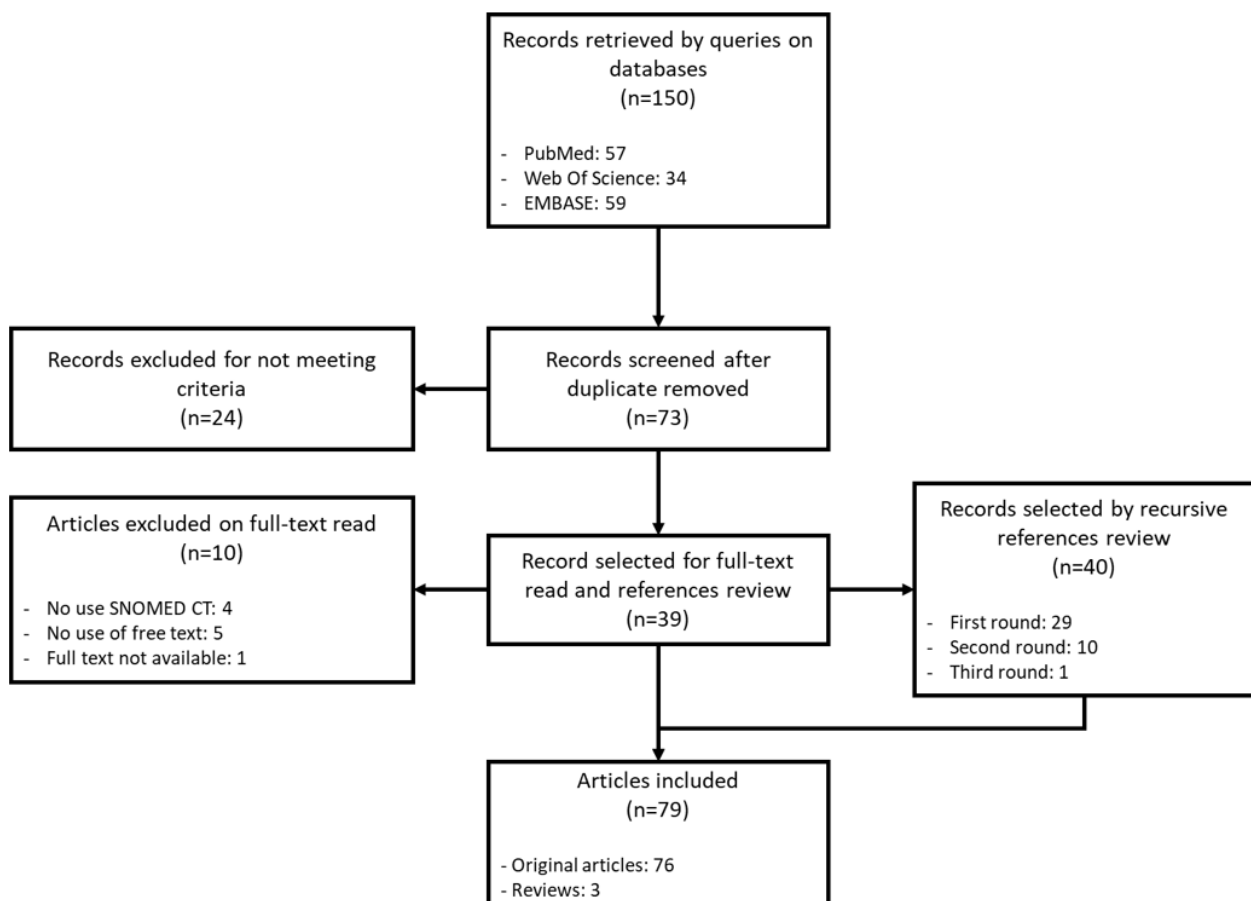 Records retrieved by queries on
databases
(n=150)
- PubMed: 57
- Web Of Science: 34
- EMBASE: 59
Records excluded for not meeting
criteria
(n=24)
Records screened after
duplicate removed
(n=73)
Articles excluded on full-text read
(n=10)
- No use SNOMED CT: 4
- No use of free text: 5
- Full text not available: 1
Record selected for full-text
read and references review
(n=39)
Records selected by recursive
references review
(n=40)
- First round: 29
- Second round: 10
- Third round: 1
Articles included
(n=79)
- Original articles: 76
- Reviews: 3